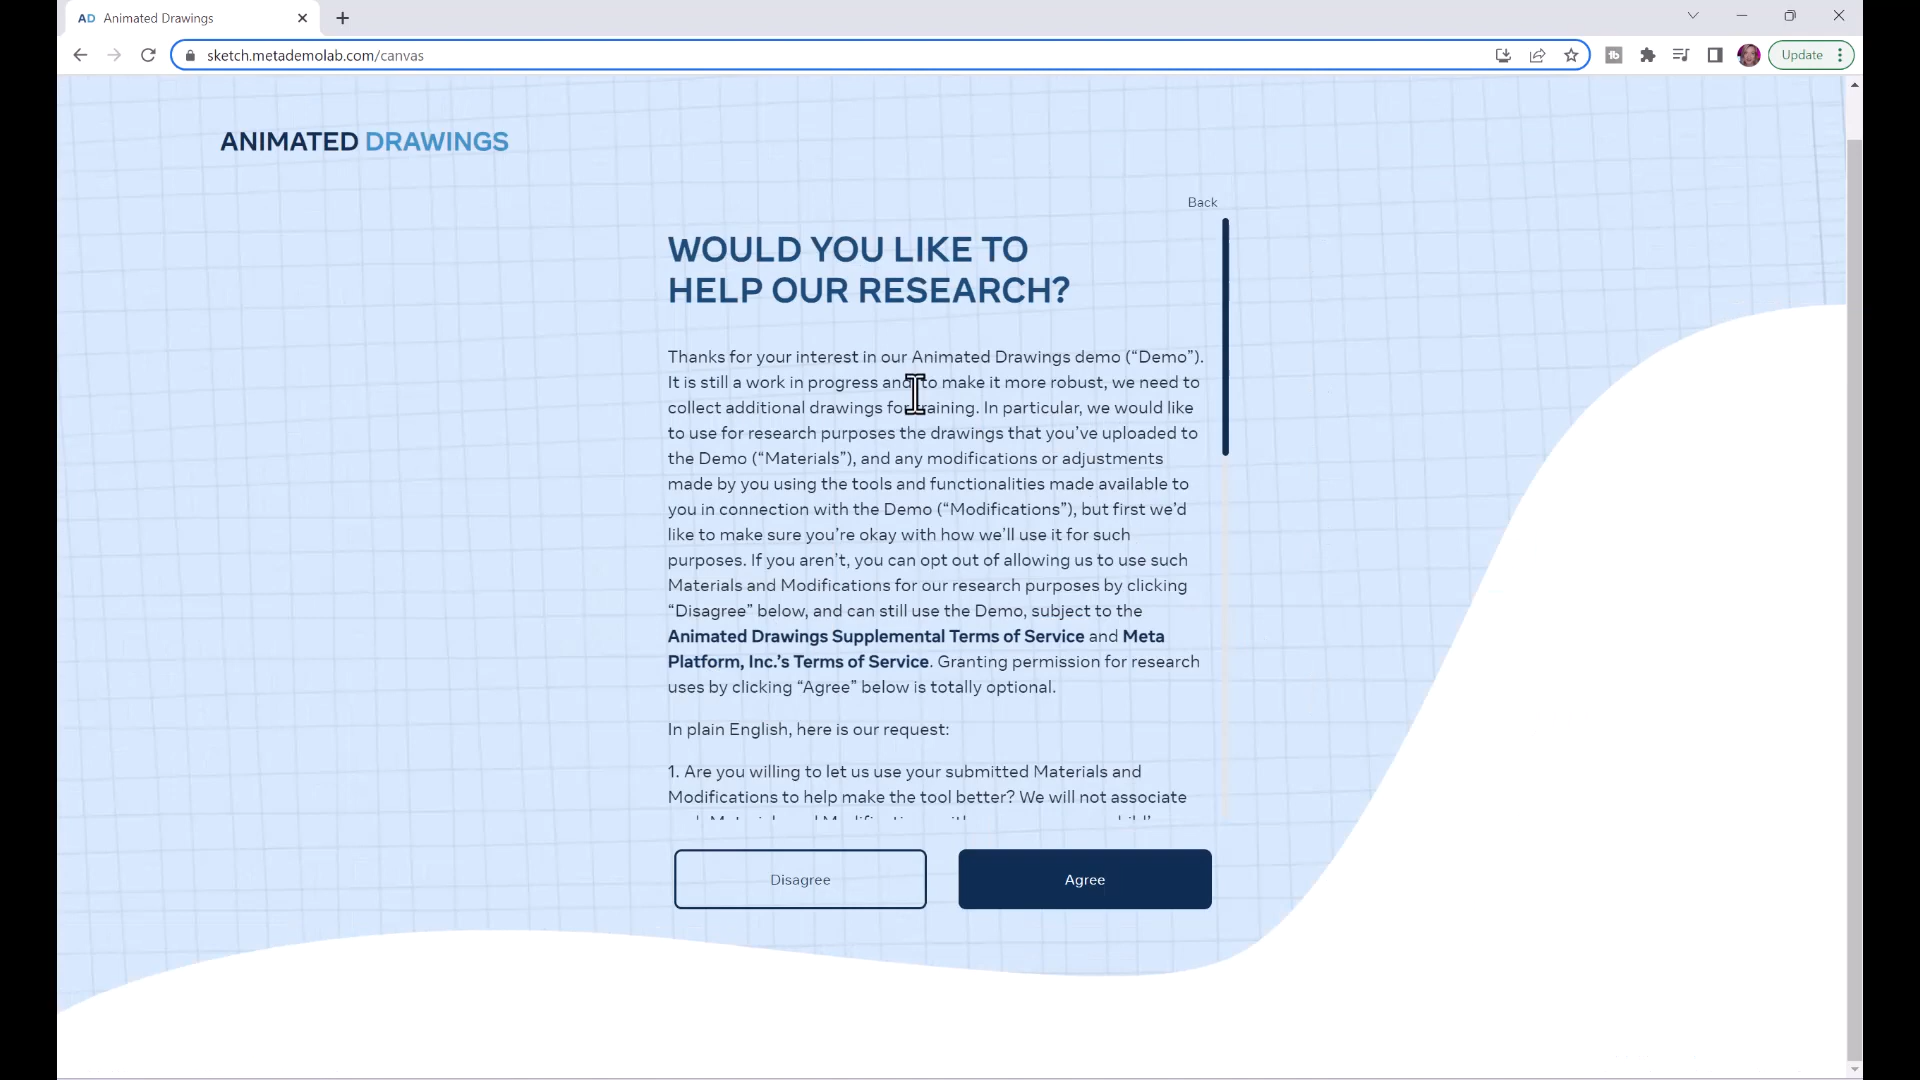 AD Animated Drawings
sketch.metademolab.com/canvas
Update
ANIMATED DRAWINGS
Back
WOULD YOU LIKE TO
HELP OUR RESEARCH?
Thanks for your interest in our Animated Drawings demo (“Demo”).
It is still a work in progress and to make it more robust, we need to
collect additional drawings for training. In particular, we would like
to use for research purposes the drawings that you’ve uploaded to
the Demo (“Materials”), and any modifications or adjustments
made by you using the tools and functionalities made available to
you in connection with the Demo (“Modifications”), but first we’d
like to make sure you’re okay with how we’ll use it for such
purposes. If you aren’t, you can opt out of allowing us to use such
Materials and Modifications for our research purposes by clicking
“Disagree” below, and can still use the Demo, subject to the
Animated Drawings Supplemental Terms of Service and Meta
Platform, Inc.’s Terms of Service. Granting permission for research
uses by clicking “Agree” below is totally optional.
In plain English, here is our request:
1. Are you willing to let us use your submitted Materials and
Modifications to help make the tool better? We will not associate
Disagree
Agree